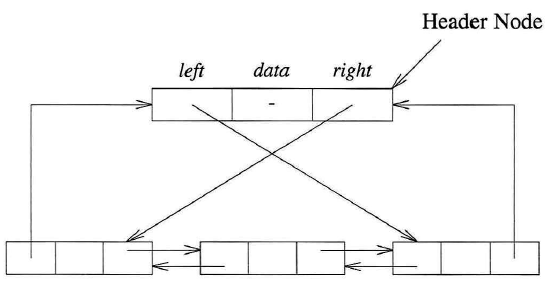 Header Node
left data right
-